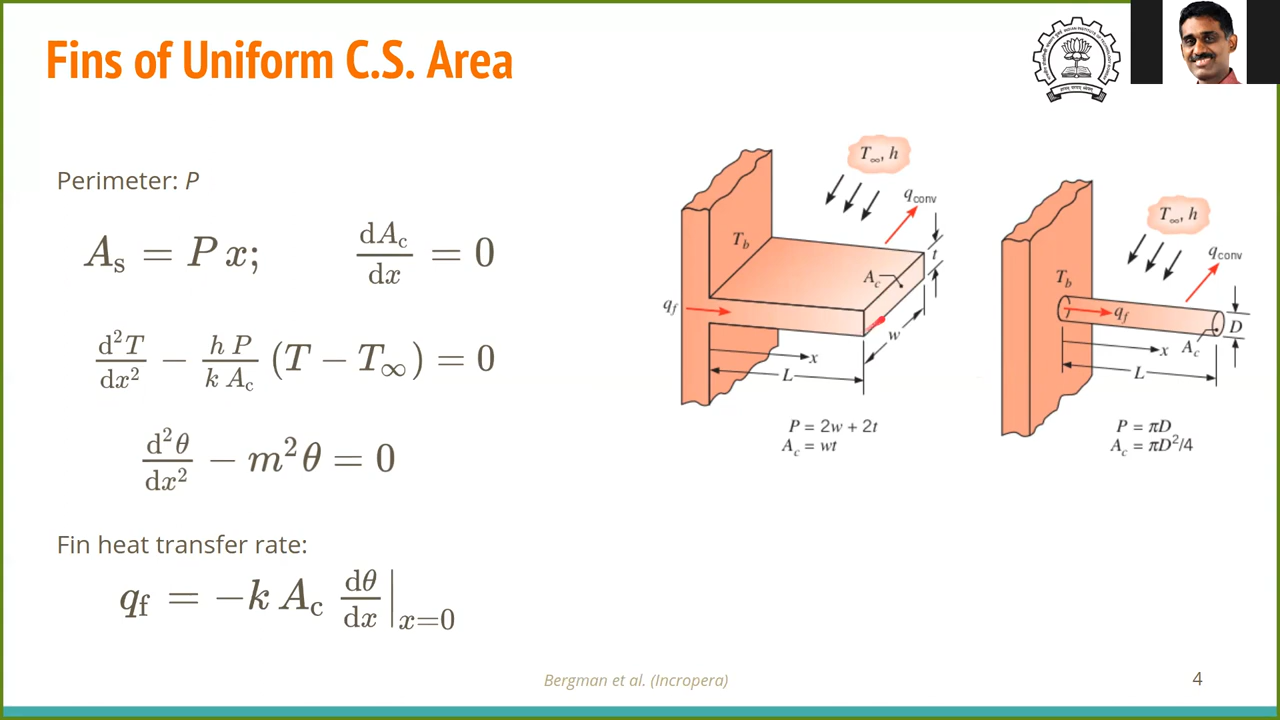 Fins of Uniform C.S. Area
Perimeter: P
A_s = P x;    dA_c/dx = 0
d²T/dx² − (h P)/(k A_c) (T − T_∞) = 0
d²θ/dx² − m²θ = 0
Fin heat transfer rate:
q_f = −k A_c dθ/dx |_{x=0}
T_∞, h
q_conv
T_b
t
A_c
q_f
w
x
L
P = 2w + 2t
A_c = wt
T_∞, h
q_conv
T_b
q_f
D
x
A_c
L
P = πD
A_c = πD²/4
Bergman et al. (Incropera)
4